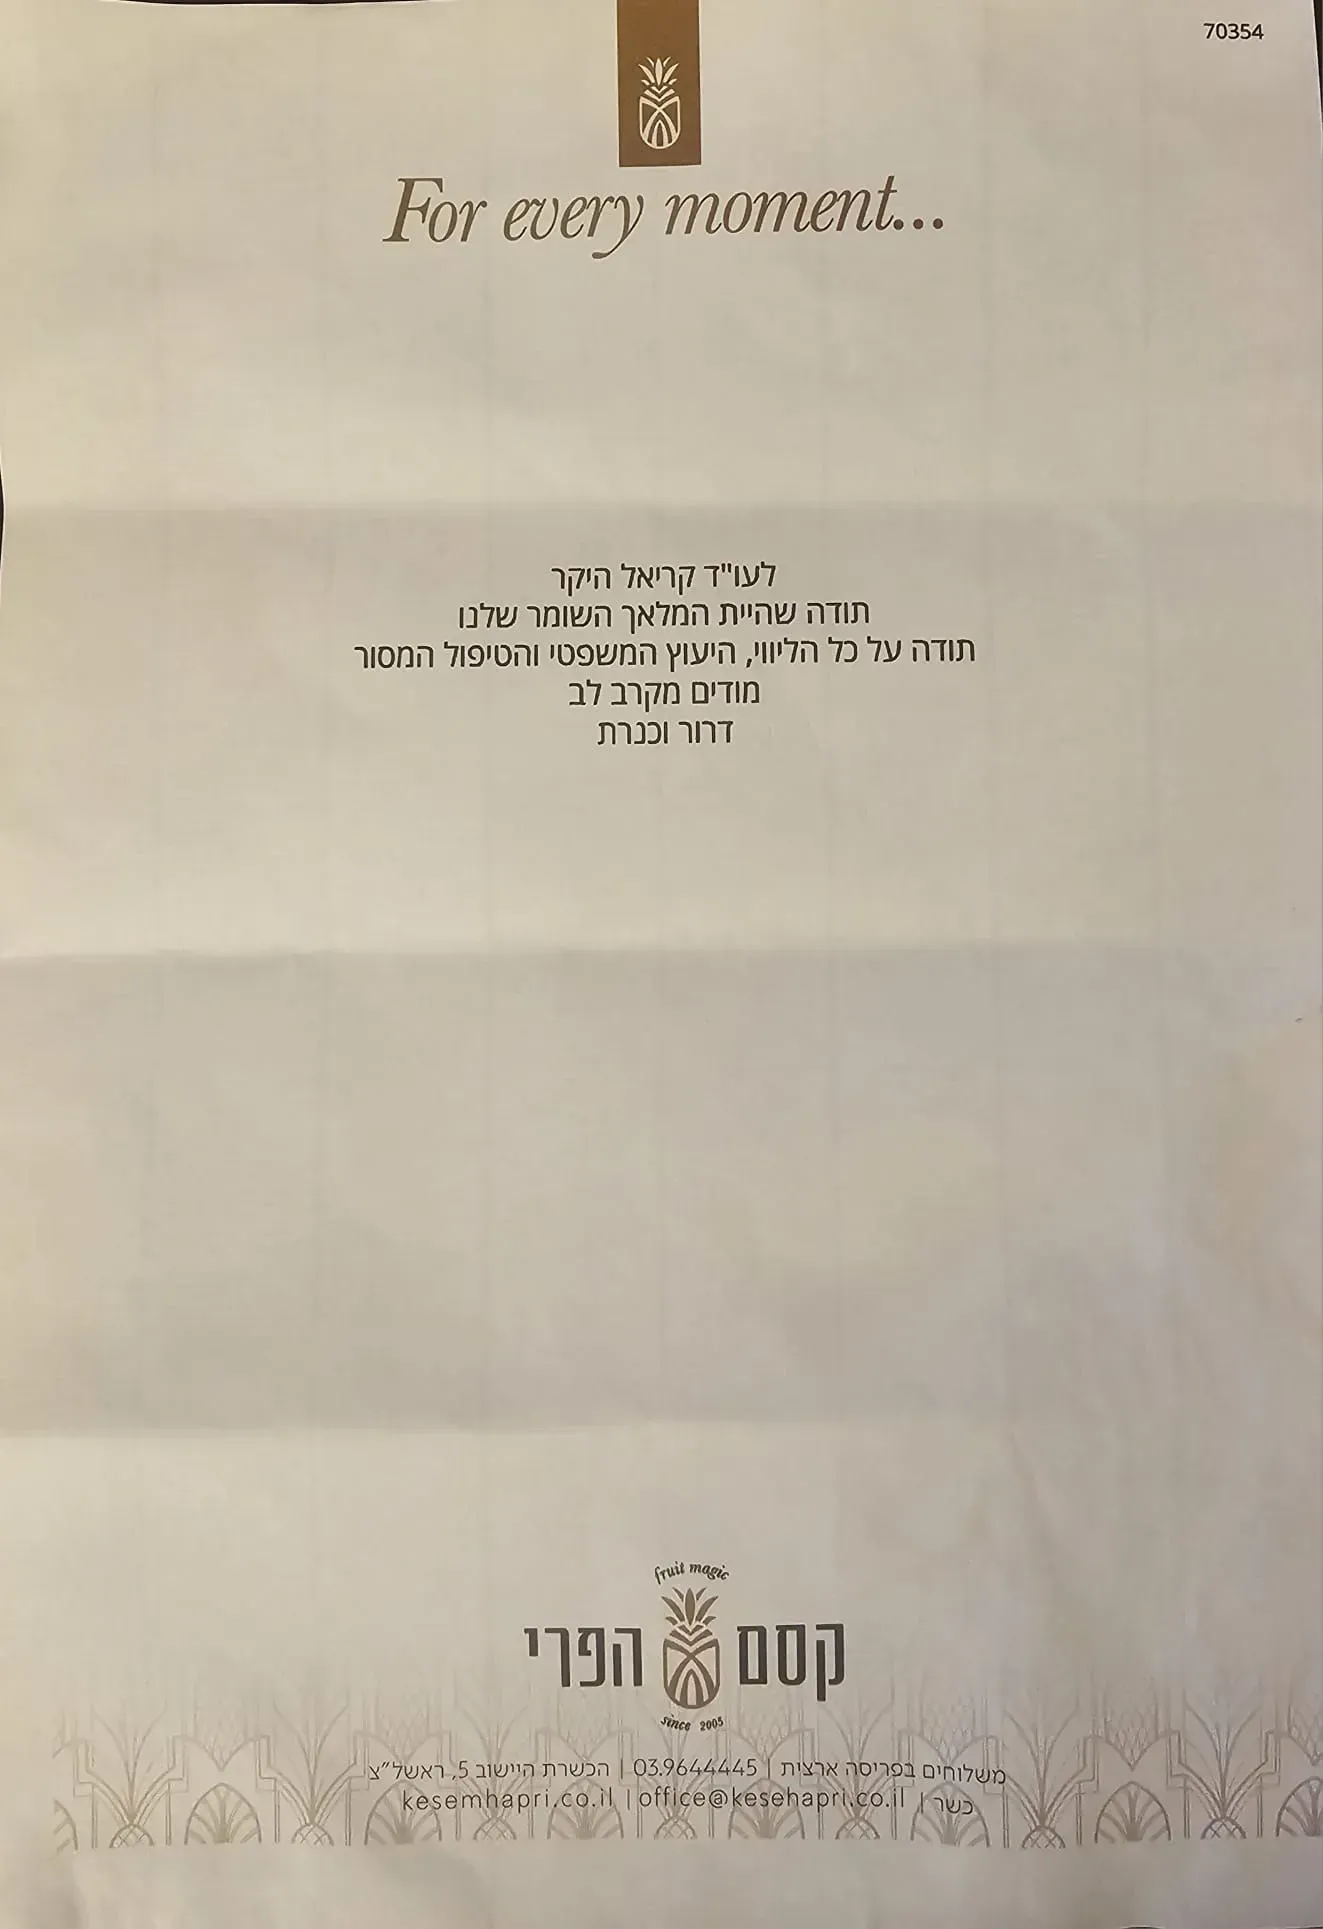 70354
For every moment...
לעו"ד קריאל היקר
תודה שהיית המלאך השומר שלנו
תודה על כל הליווי, היעוץ המשפטי והטיפול המסור
מודים מקרב לב
דרור וכנרת
fruit magic
קסם הפרי
since 2005
משלוחים בפריסה ארצית | 03.9644445 | הכשרת היישוב 5, ראשל"צ
כשר | office@kesehapri.co.il | kesemhapri.co.il